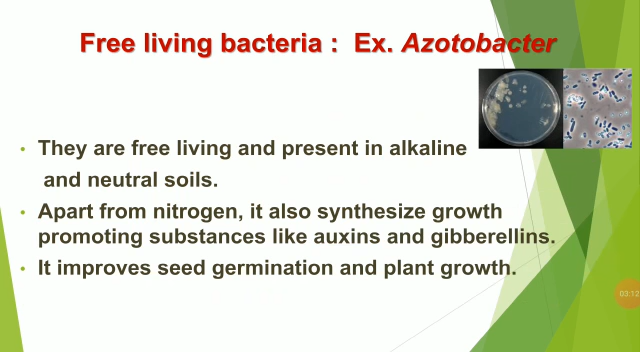 Free living bacteria :  Ex. Azotobacter
• They are free living and present in alkaline
and neutral soils.
• Apart from nitrogen, it also synthesize growth
promoting substances like auxins and gibberellins.
• It improves seed germination and plant growth.
03:12